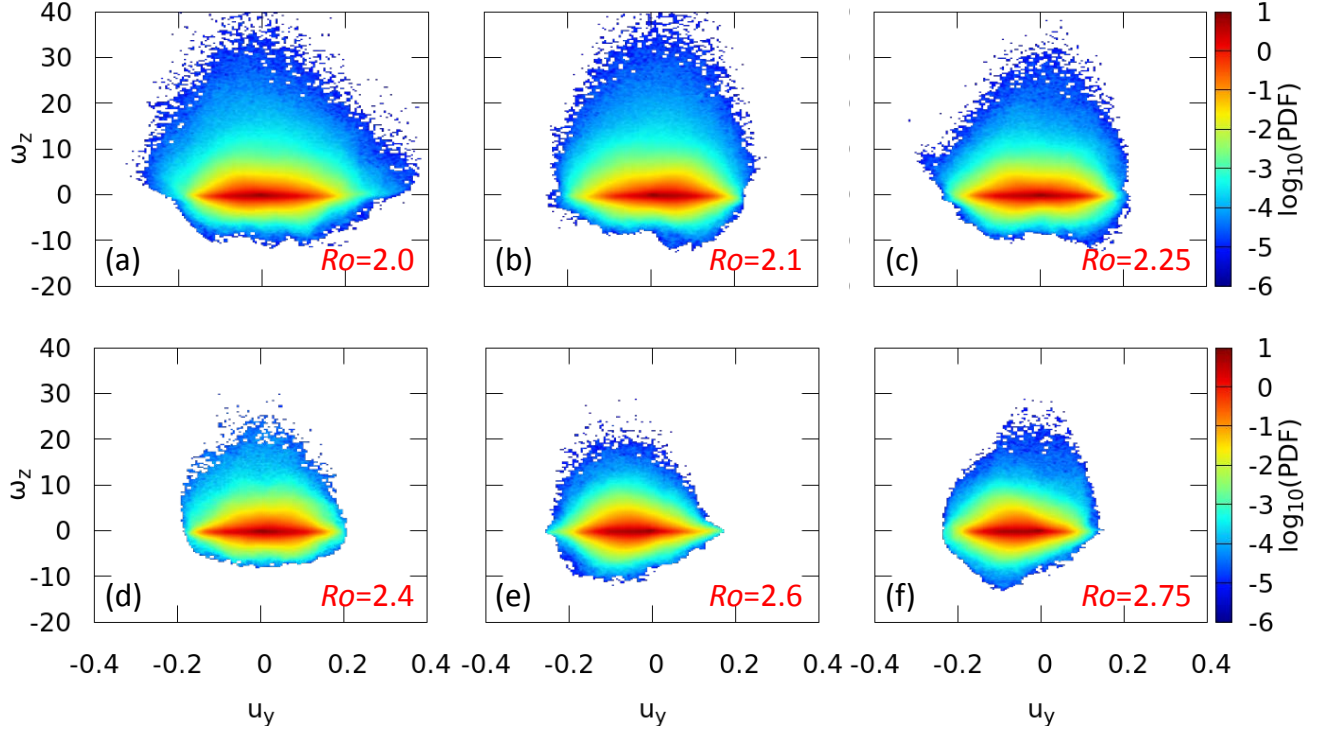 40
30
20
10
0
-10
-20
ω_z
(a)
Ro=2.0
(b)
Ro=2.1
(c)
Ro=2.25
1
0
-1
-2
-3
-4
-5
-6
log₁₀(PDF)
40
30
20
10
0
-10
-20
ω_z
(d)
Ro=2.4
(e)
Ro=2.6
(f)
Ro=2.75
1
0
-1
-2
-3
-4
-5
-6
log₁₀(PDF)
-0.4 -0.2 0 0.2 0.4
-0.4 -0.2 0 0.2 0.4
-0.4 -0.2 0 0.2 0.4
u_y u_y u_y